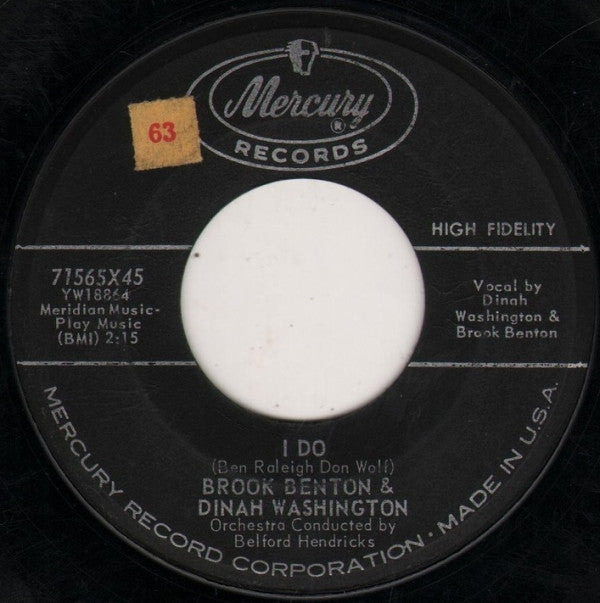 Mercury
®
RECORDS
63
HIGH FIDELITY
71565X45
YW18864
Meridian Music-
Play Music
(BMI) 2:15
Vocal by
Dinah
Washington &
Brook Benton
I DO
(Ben Raleigh Don Wolf)
BROOK BENTON &
DINAH WASHINGTON
Orchestra Conducted by
Belford Hendricks
MERCURY RECORD CORPORATION · MADE IN U.S.A.